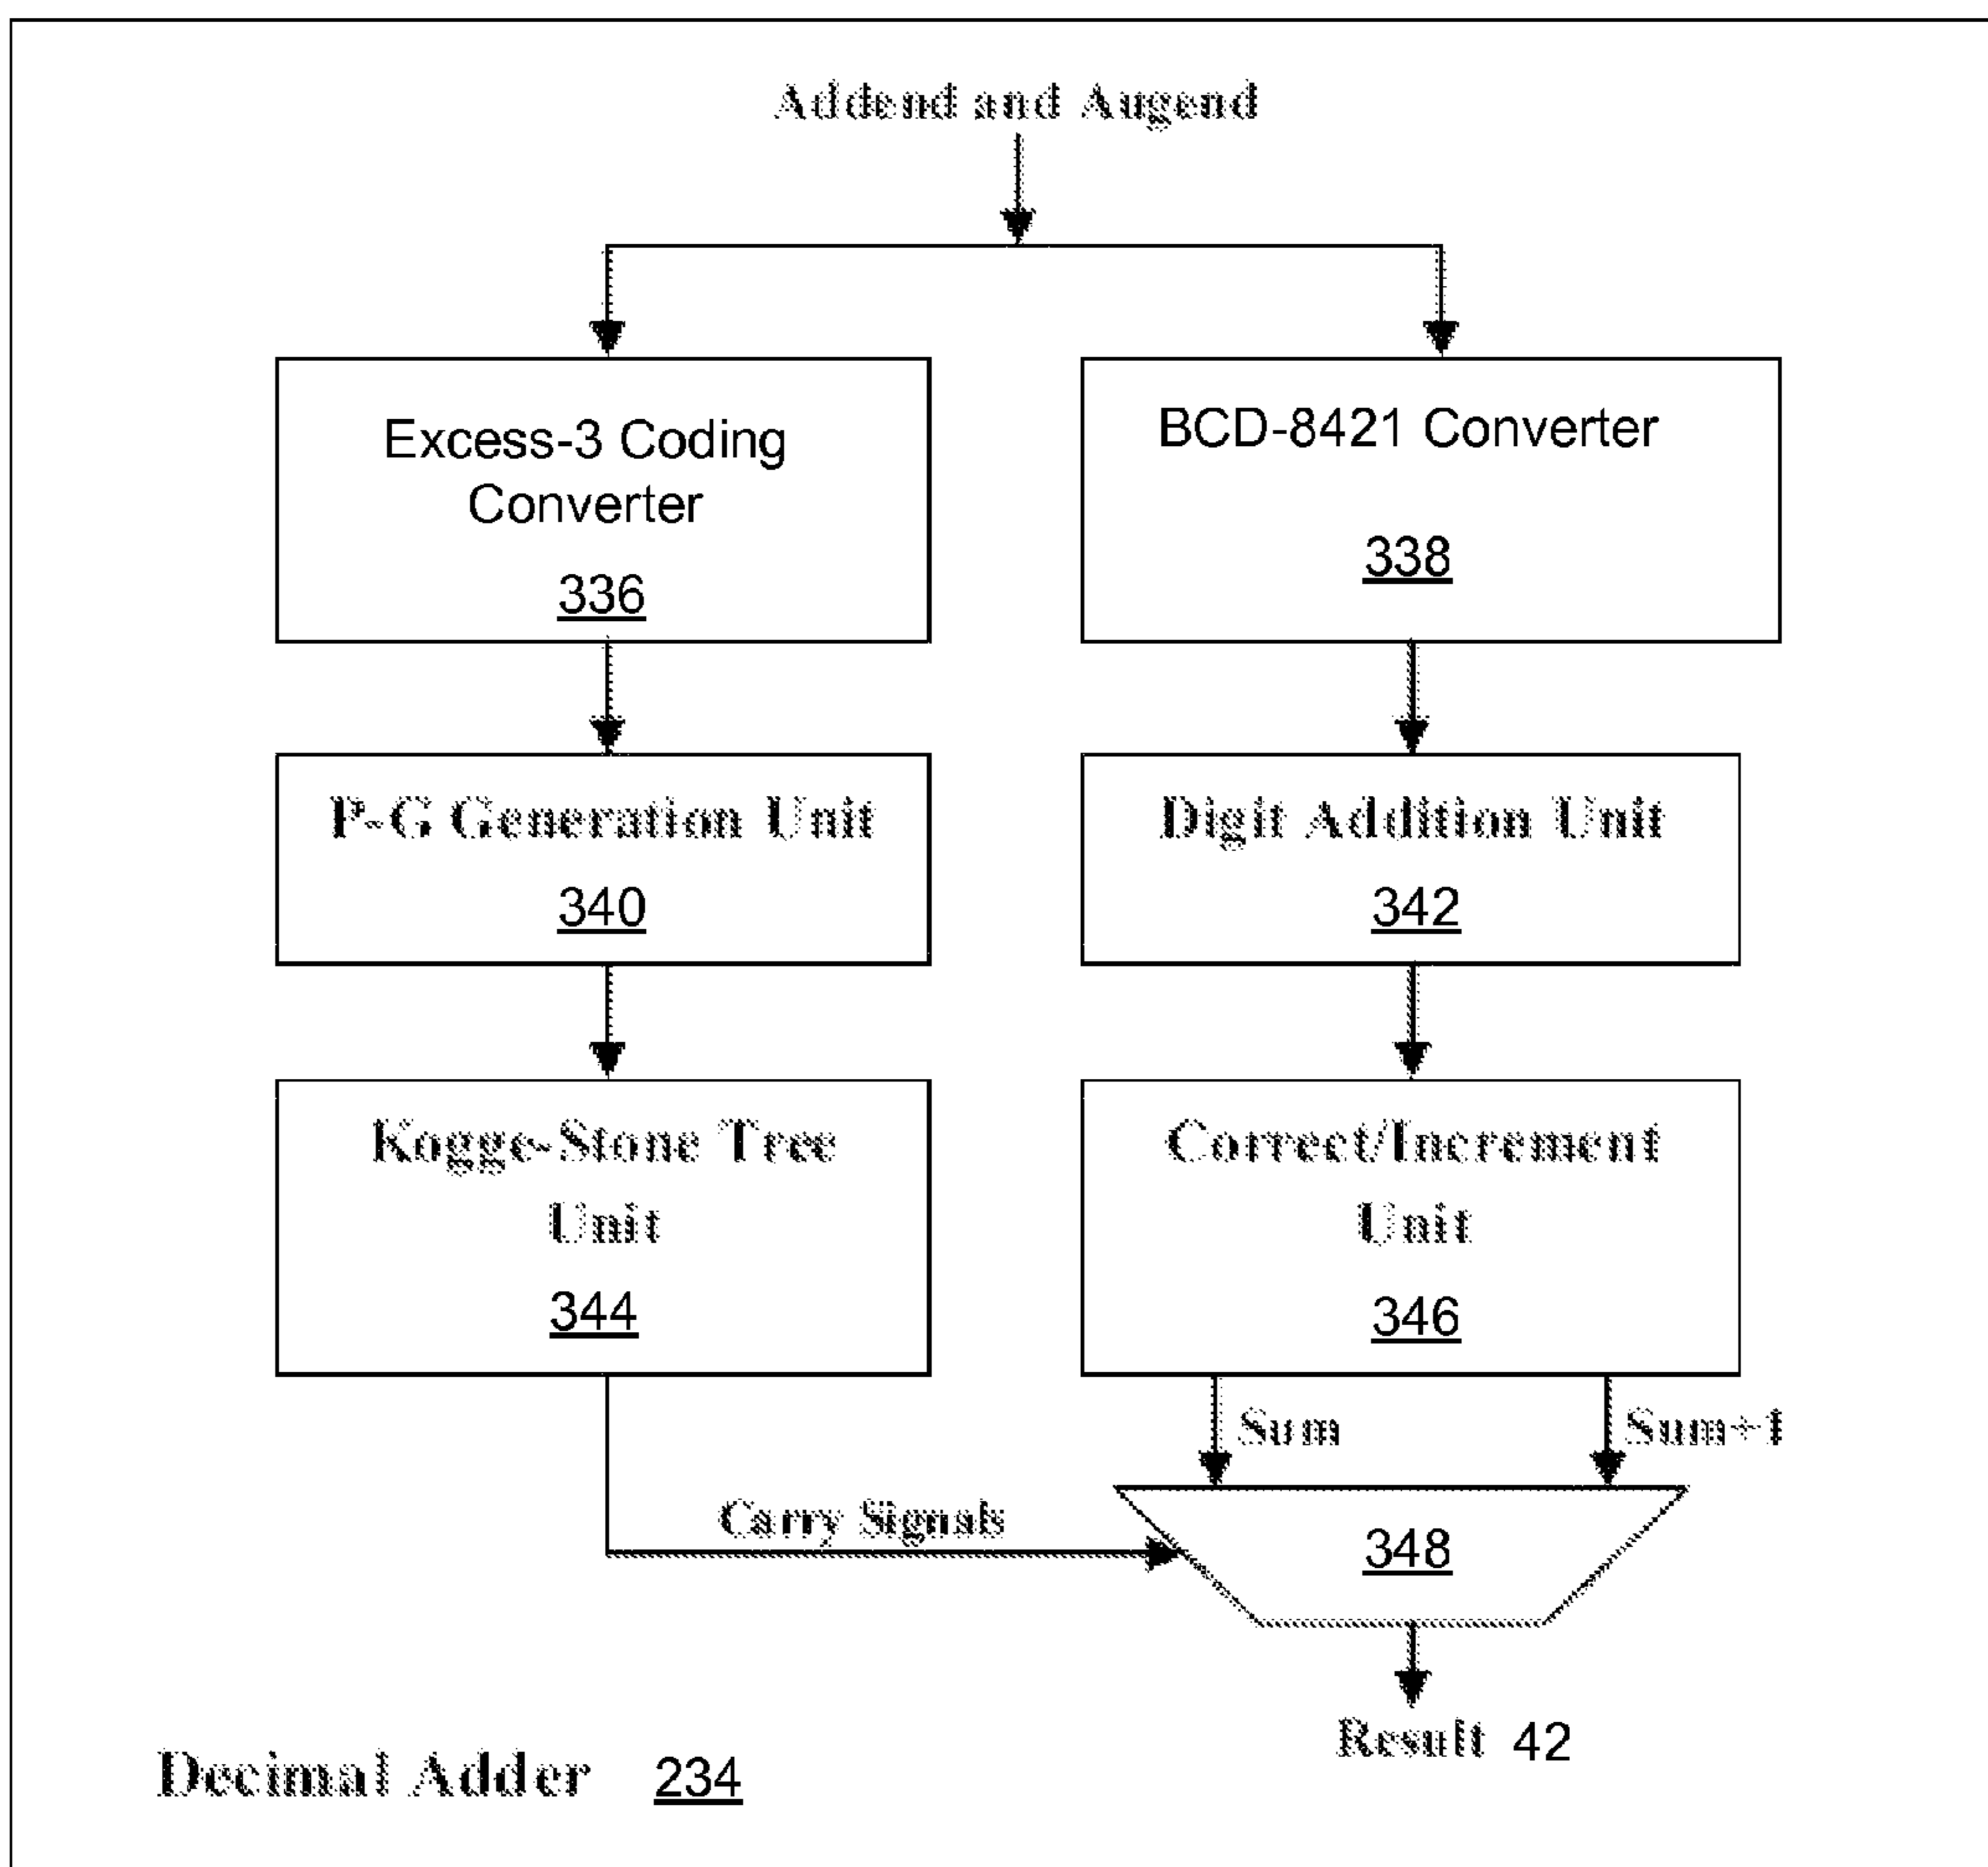 Addend and Augend
Excess-3 Coding
Converter
336
BCD-8421 Converter
338
P-G Generation Unit
340
Digit Addition Unit
342
Kogge-Stone Tree
Unit
344
Correct/Increment
Unit
346
Sum
Sum+1
Carry Signals
348
Result 42
Decimal Adder 234